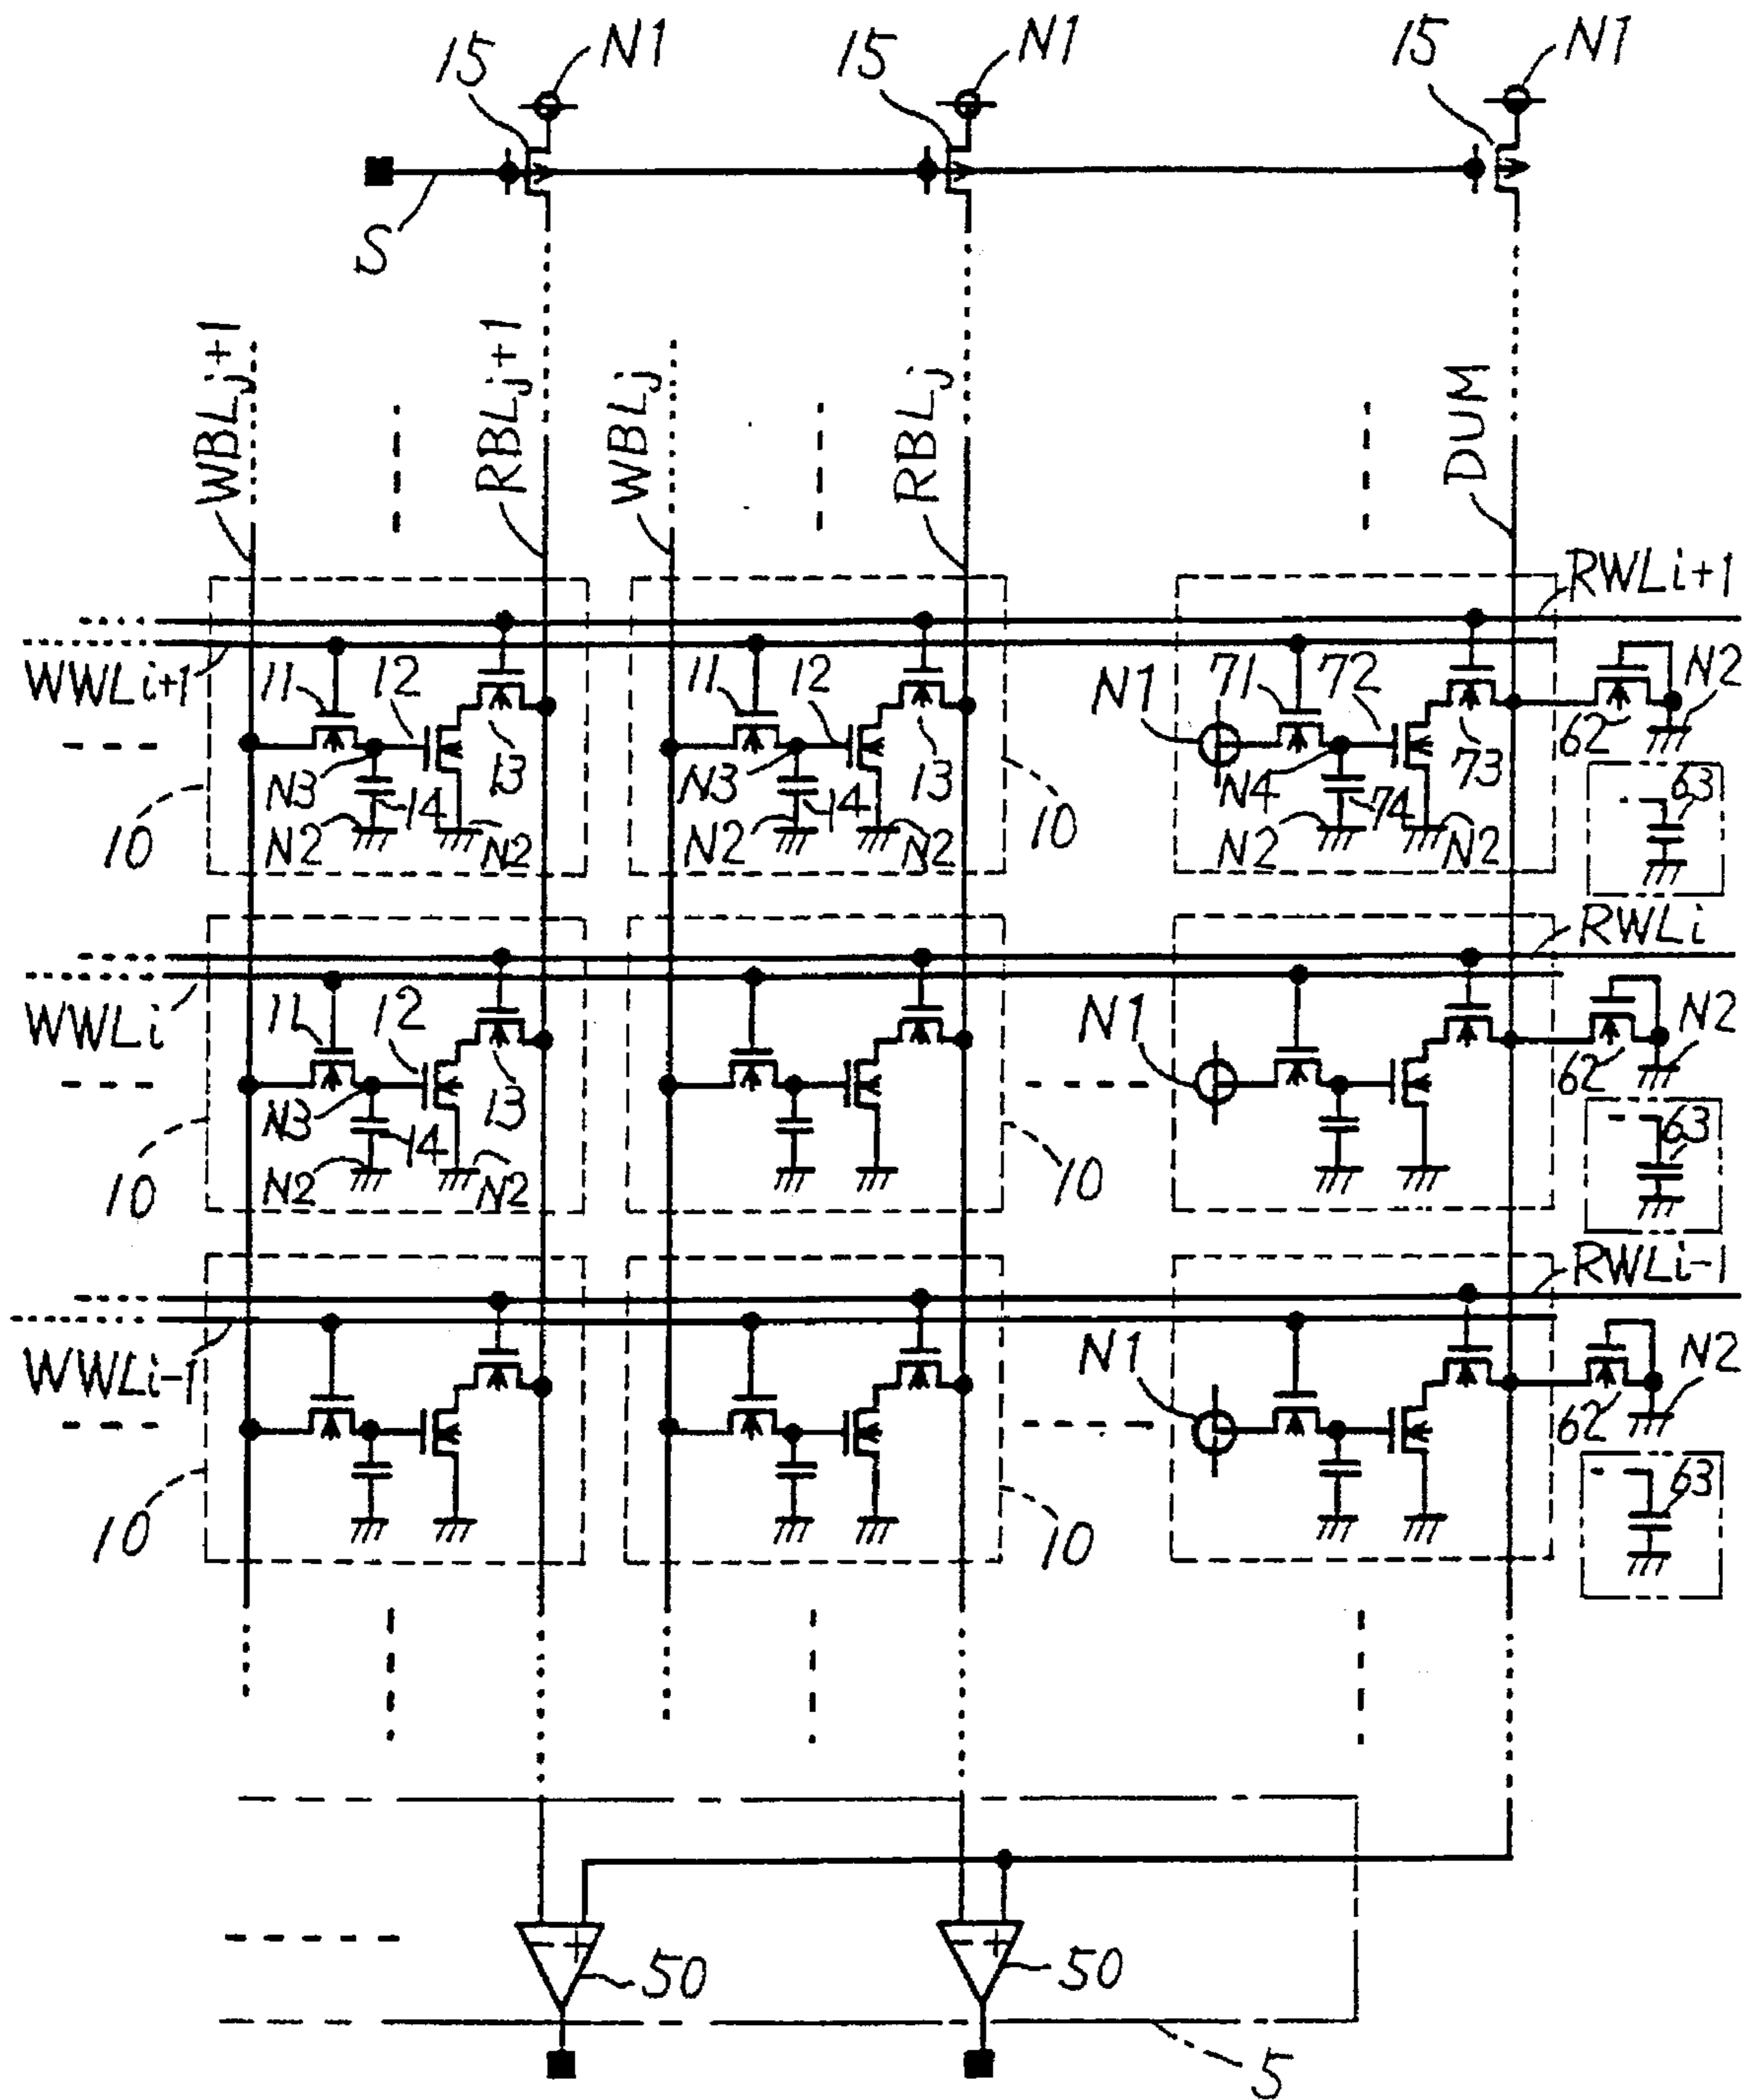 15 N1 15 N1 15 N1
S
WBLj+1 RBLj+1 WBLj RBLj DUM
RWLi+1
WWLi+1 11 12 11 12 N1 71 72 N2
N3 13 N3 13 N4 73 62
10 N2 14 N2 N2 14 N2 10 N2 74 N2 63
RWLi
WWLi 11 12 N1 N2
N3 13 62
10 N2 14 N2 10 63
RWLi-1
WWLi-1 N1 N2
62
10 10 63
- + 50 - + 50
5